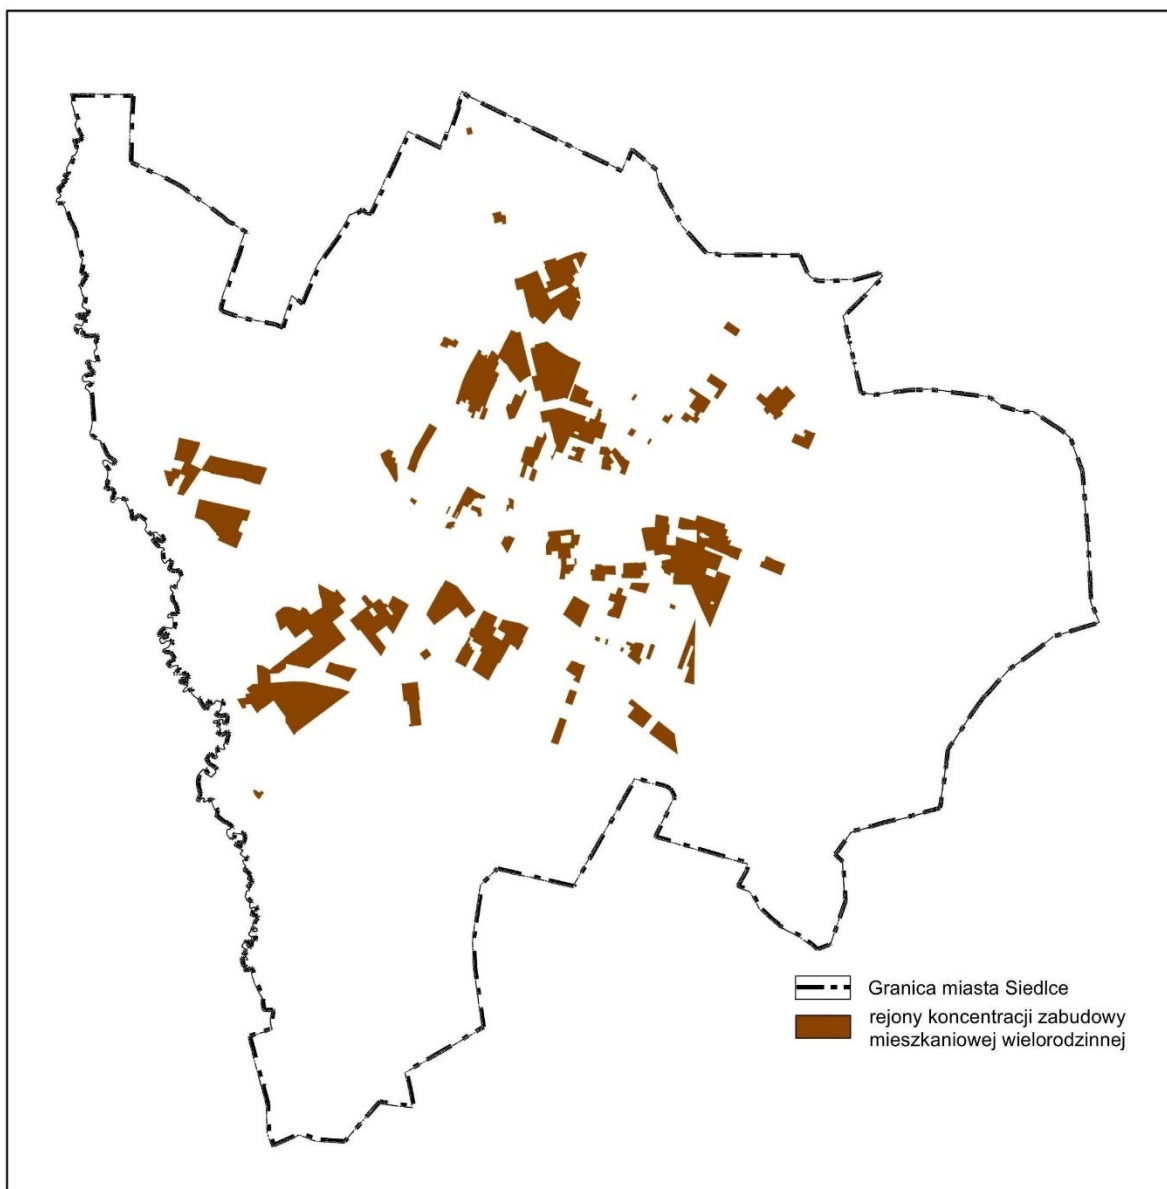 Granica miasta Siedlce
rejony koncentracji zabudowy
mieszkaniowej wielorodzinnej